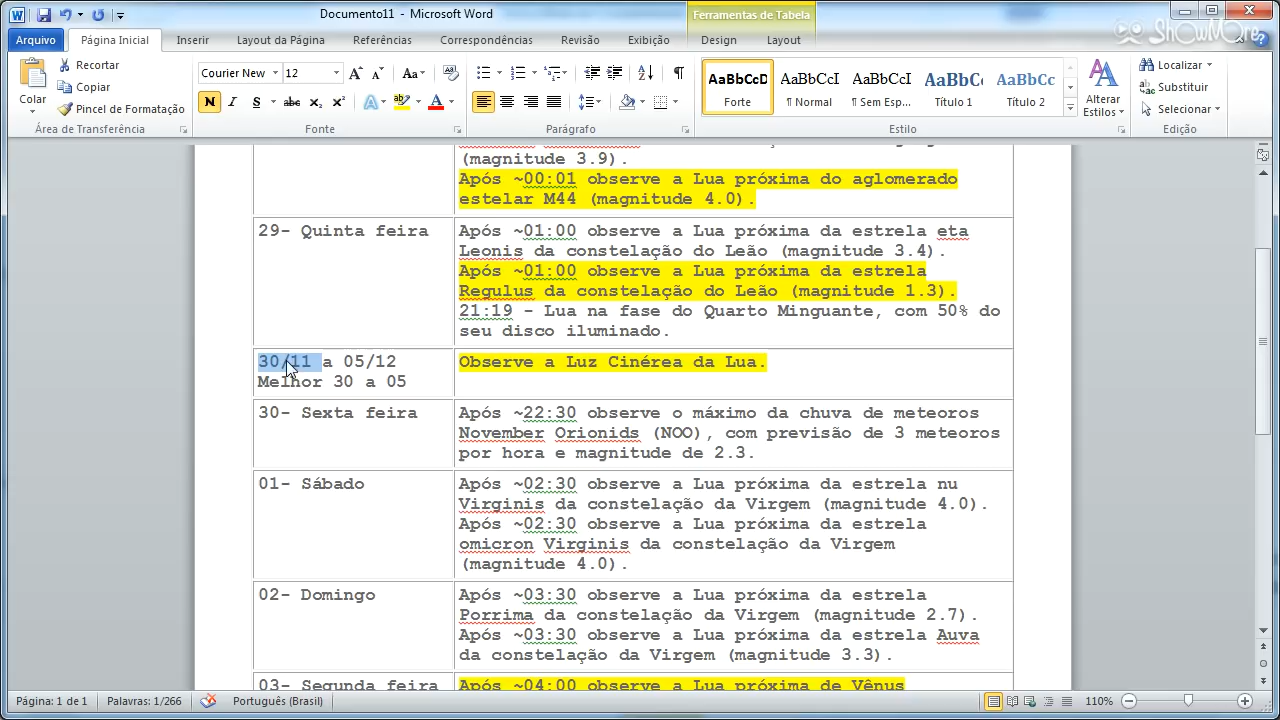 Documento11 - Microsoft Word
Ferramentas de Tabela
ShowMore
Arquivo
Página Inicial
Inserir
Layout da Página
Referências
Correspondências
Revisão
Exibição
Design
Layout
Colar
Recortar
Copiar
Pincel de Formatação
Área de Transferência
Courier New
12
Aa
N I S abc x₂ x²
A
Fonte
Parágrafo
AaBbCcD
Forte
AaBbCcI
¶ Normal
AaBbCcI
¶ Sem Esp...
AaBbC
Título 1
AaBbCc
Título 2
Alterar
Estilos
Estilo
Localizar
Substituir
Selecionar
Edição
(magnitude 3.9).
Após ~00:01 observe a Lua próxima do aglomerado
estelar M44 (magnitude 4.0).
29- Quinta feira
Após ~01:00 observe a Lua próxima da estrela eta
Leonis da constelação do Leão (magnitude 3.4).
Após ~01:00 observe a Lua próxima da estrela
Regulus da constelação do Leão (magnitude 1.3).
21:19 - Lua na fase do Quarto Minguante, com 50% do
seu disco iluminado.
30/11 a 05/12
Melhor 30 a 05
Observe a Luz Cinérea da Lua.
30- Sexta feira
Após ~22:30 observe o máximo da chuva de meteoros
November Orionids (NOO), com previsão de 3 meteoros
por hora e magnitude de 2.3.
01- Sábado
Após ~02:30 observe a Lua próxima da estrela nu
Virginis da constelação da Virgem (magnitude 4.0).
Após ~02:30 observe a Lua próxima da estrela
omicron Virginis da constelação da Virgem
(magnitude 4.0).
02- Domingo
Após ~03:30 observe a Lua próxima da estrela
Porrima da constelação da Virgem (magnitude 2.7).
Após ~03:30 observe a Lua próxima da estrela Auva
da constelação da Virgem (magnitude 3.3).
03- Segunda feira
Após ~04:00 observe a Lua próxima de Vênus
Página: 1 de 1
Palavras: 1/266
Português (Brasil)
110%